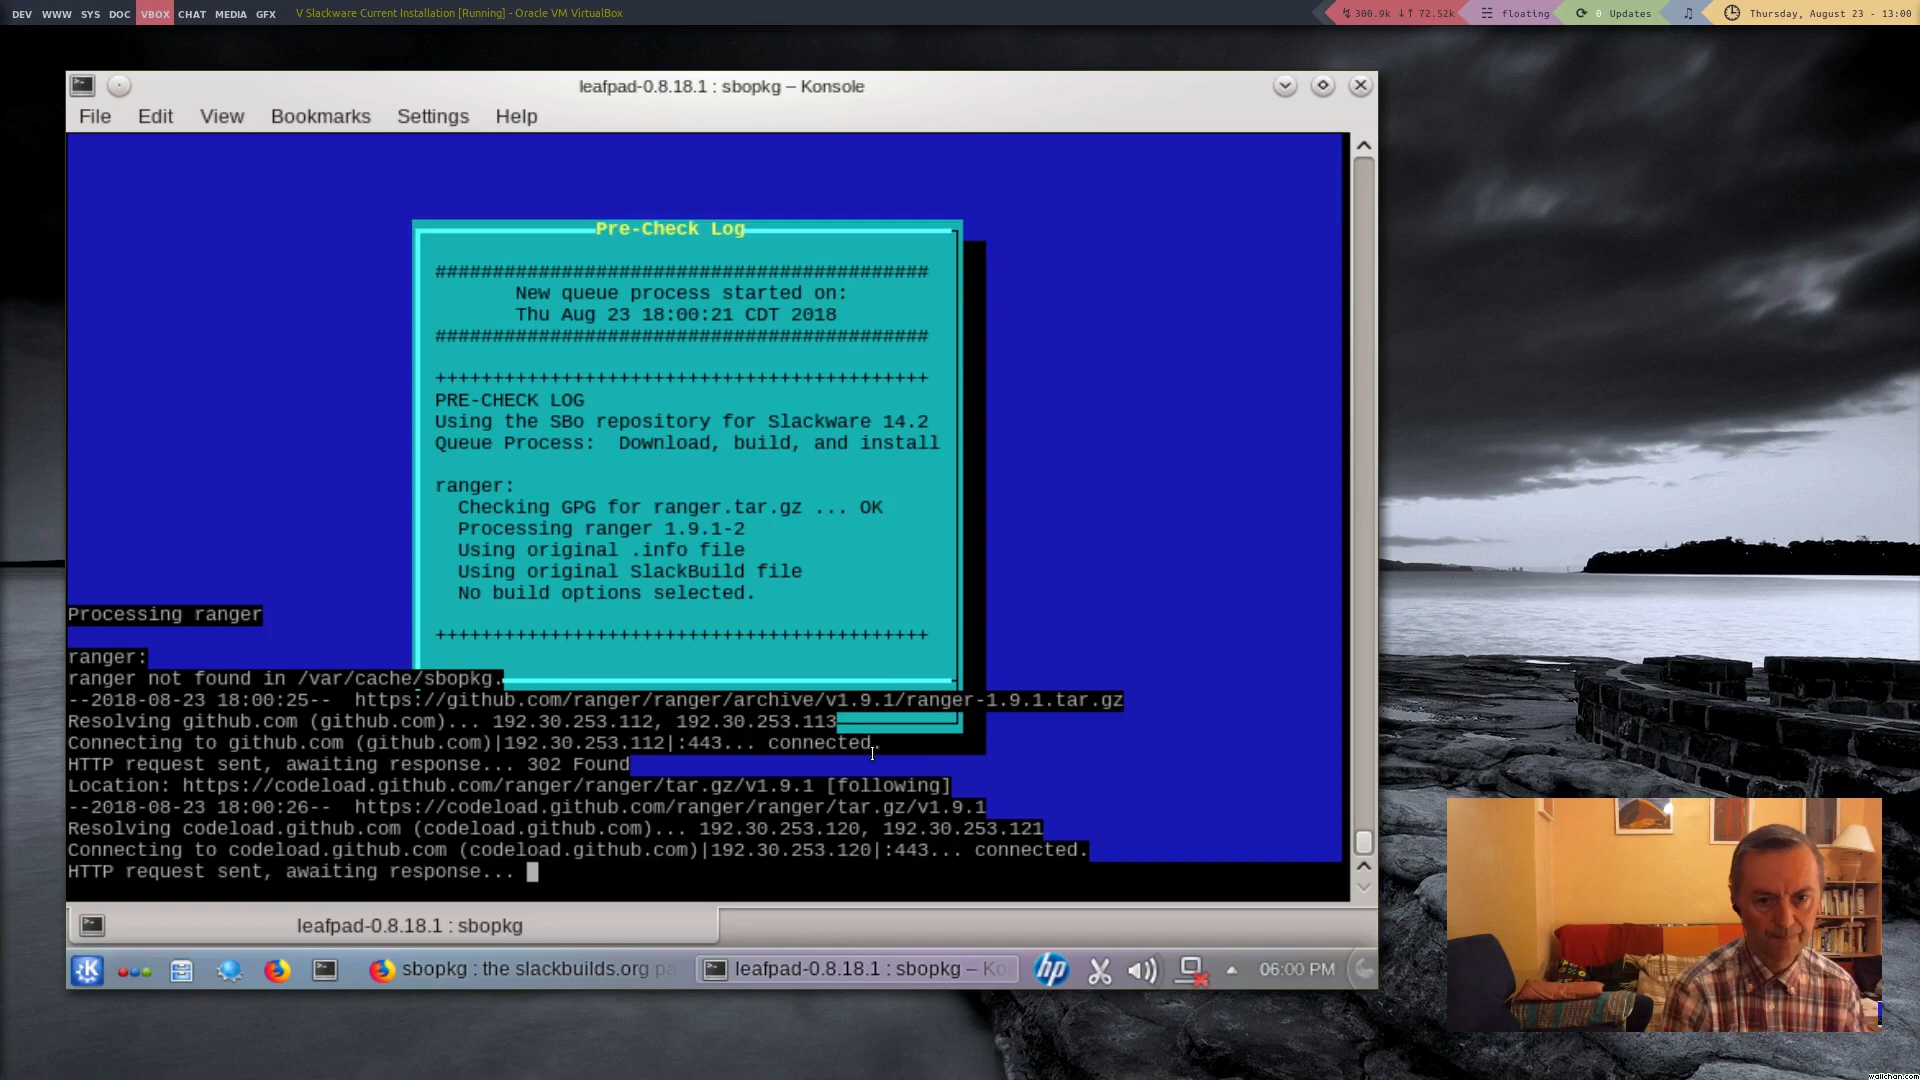 DEV WWW SYS DOC VBOX CHAT MEDIA GFX V Slackware Current Installation [Running] - Oracle VM VirtualBox 300.9k ↓↑ 72.52k floating 0 Updates Thursday, August 23 - 13:00
leafpad-0.8.18.1 : sbopkg – Konsole
File Edit View Bookmarks Settings Help
Pre-Check Log
###########################################
New queue process started on:
Thu Aug 23 18:00:21 CDT 2018
###########################################
+++++++++++++++++++++++++++++++++++++++++++
PRE-CHECK LOG
Using the SBo repository for Slackware 14.2
Queue Process:  Download, build, and install
ranger:
Checking GPG for ranger.tar.gz ... OK
Processing ranger 1.9.1-2
Using original .info file
Using original SlackBuild file
No build options selected.
+++++++++++++++++++++++++++++++++++++++++++
Processing ranger
ranger:
ranger not found in /var/cache/sbopkg.
--2018-08-23 18:00:25--  https://github.com/ranger/ranger/archive/v1.9.1/ranger-1.9.1.tar.gz
Resolving github.com (github.com)... 192.30.253.112, 192.30.253.113
Connecting to github.com (github.com)|192.30.253.112|:443... connected.
HTTP request sent, awaiting response... 302 Found
Location: https://codeload.github.com/ranger/ranger/tar.gz/v1.9.1 [following]
--2018-08-23 18:00:26--  https://codeload.github.com/ranger/ranger/tar.gz/v1.9.1
Resolving codeload.github.com (codeload.github.com)... 192.30.253.120, 192.30.253.121
Connecting to codeload.github.com (codeload.github.com)|192.30.253.120|:443... connected.
HTTP request sent, awaiting response...
leafpad-0.8.18.1 : sbopkg
sbopkg : the slackbuilds.org pa leafpad-0.8.18.1 : sbopkg – Ko hp 06:00 PM
wallchan.com